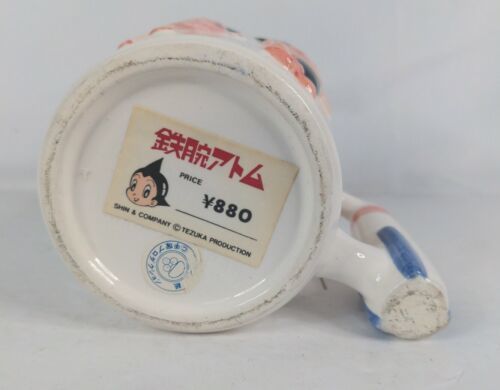 鉄腕アトム
PRICE
¥880
SHIN & COMPANY ©TEZUKA PRODUCTION